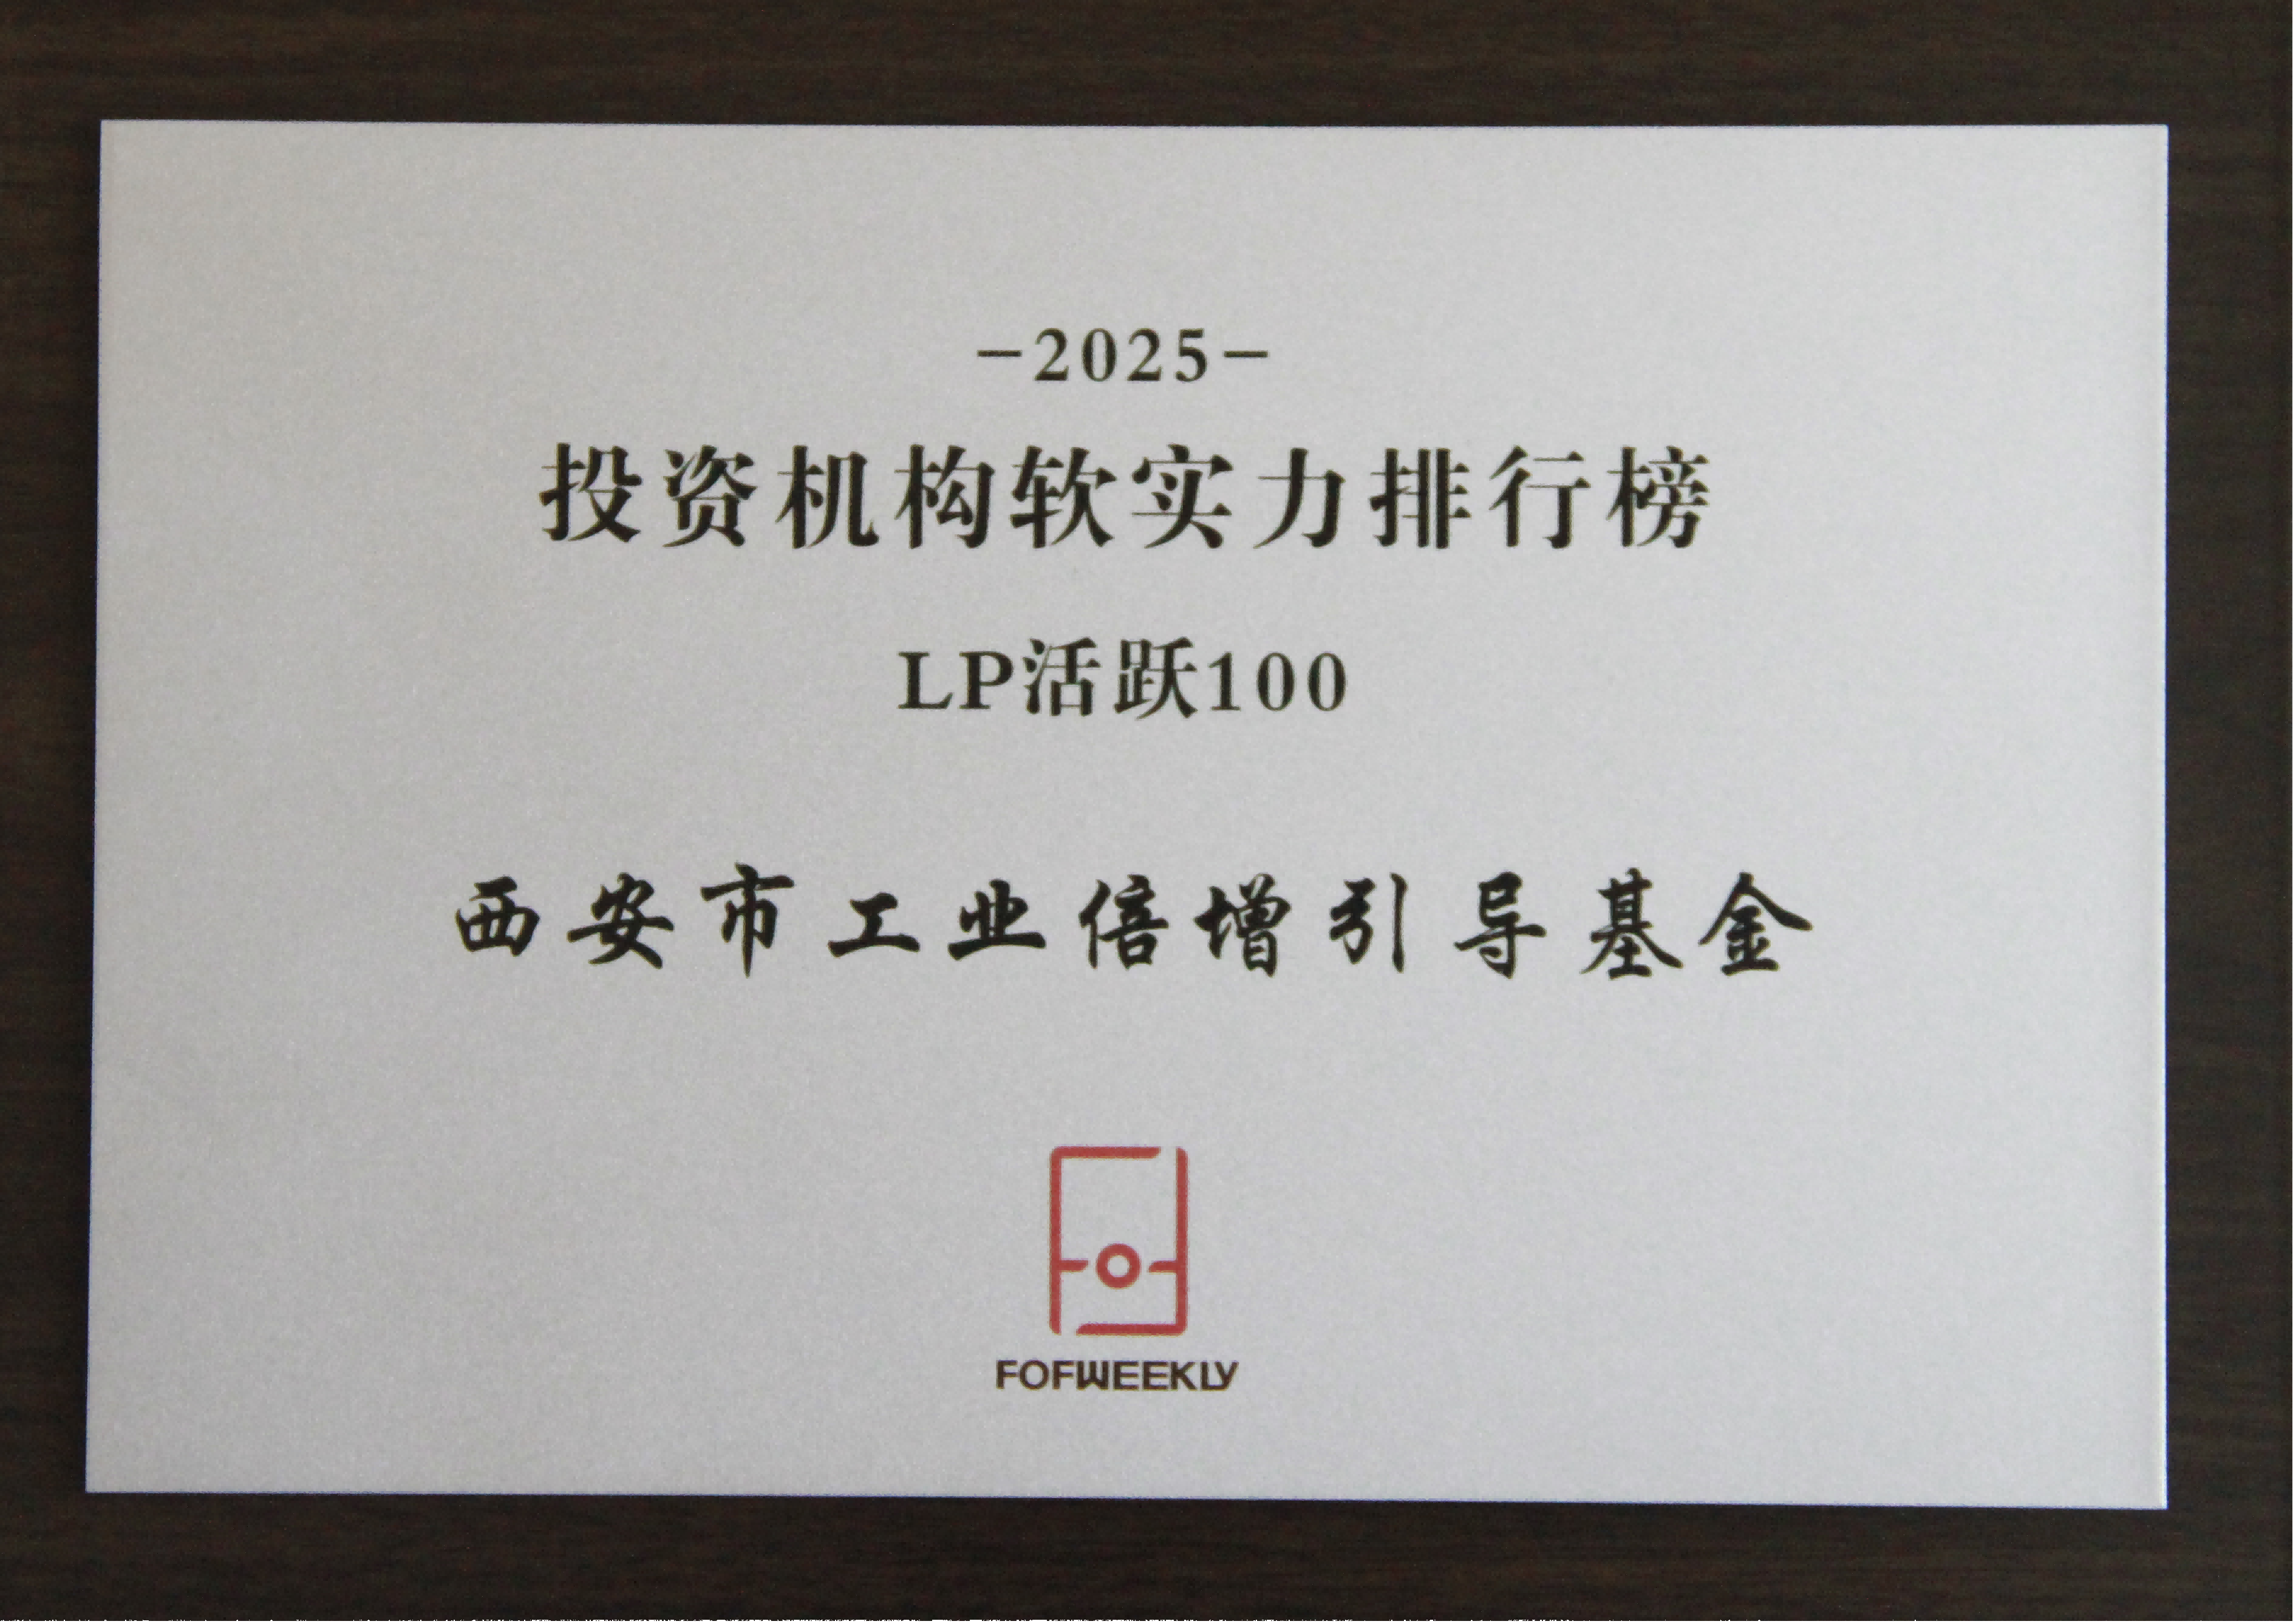 -2025-
投资机构软实力排行榜
LP活跃100
西安市工业倍增引导基金
FOFWEEKLY